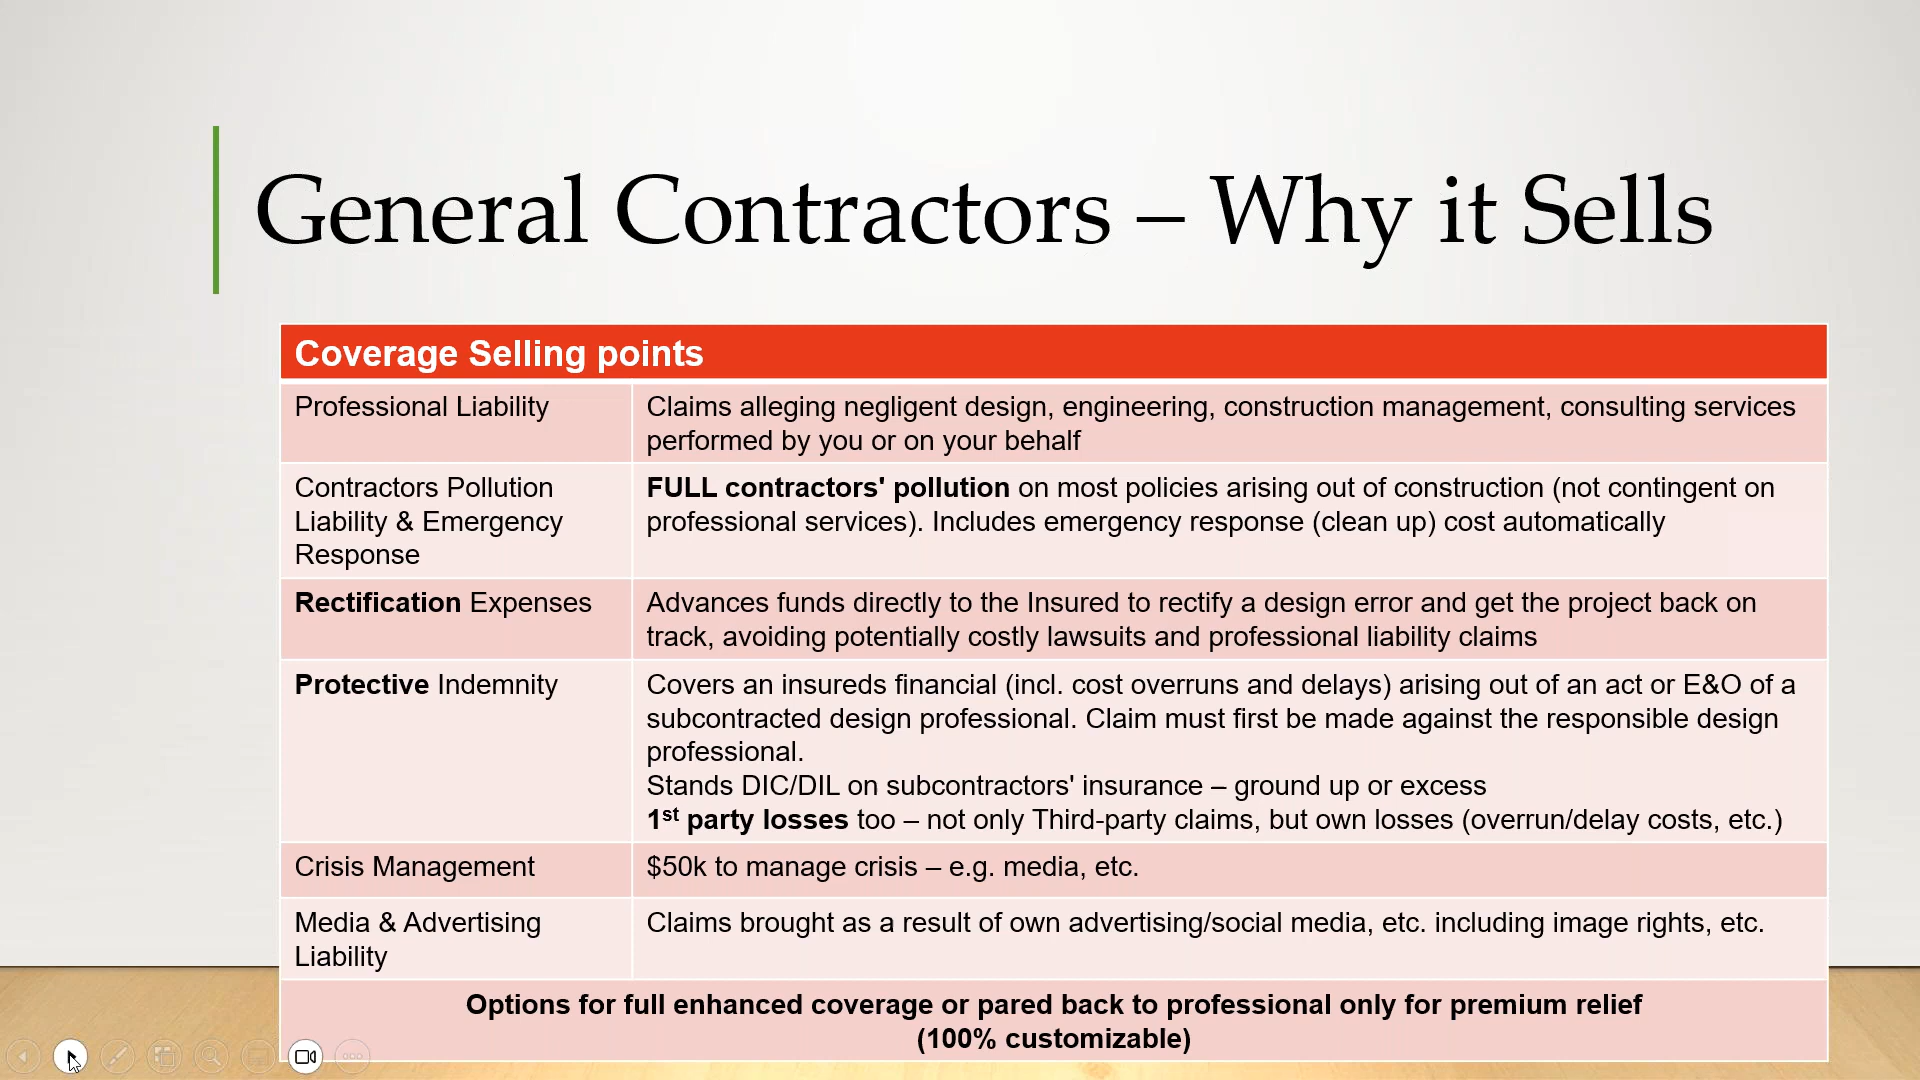 General Contractors – Why it Sells
Coverage Selling points
Professional Liability
Claims alleging negligent design, engineering, construction management, consulting services
performed by you or on your behalf
Contractors Pollution
Liability & Emergency
Response
FULL contractors' pollution on most policies arising out of construction (not contingent on
professional services). Includes emergency response (clean up) cost automatically
Rectification Expenses
Advances funds directly to the Insured to rectify a design error and get the project back on
track, avoiding potentially costly lawsuits and professional liability claims
Protective Indemnity
Covers an insureds financial (incl. cost overruns and delays) arising out of an act or E&O of a
subcontracted design professional. Claim must first be made against the responsible design
professional.
Stands DIC/DIL on subcontractors' insurance – ground up or excess
1st party losses too – not only Third-party claims, but own losses (overrun/delay costs, etc.)
Crisis Management
$50k to manage crisis – e.g. media, etc.
Media & Advertising
Liability
Claims brought as a result of own advertising/social media, etc. including image rights, etc.
Options for full enhanced coverage or pared back to professional only for premium relief
(100% customizable)